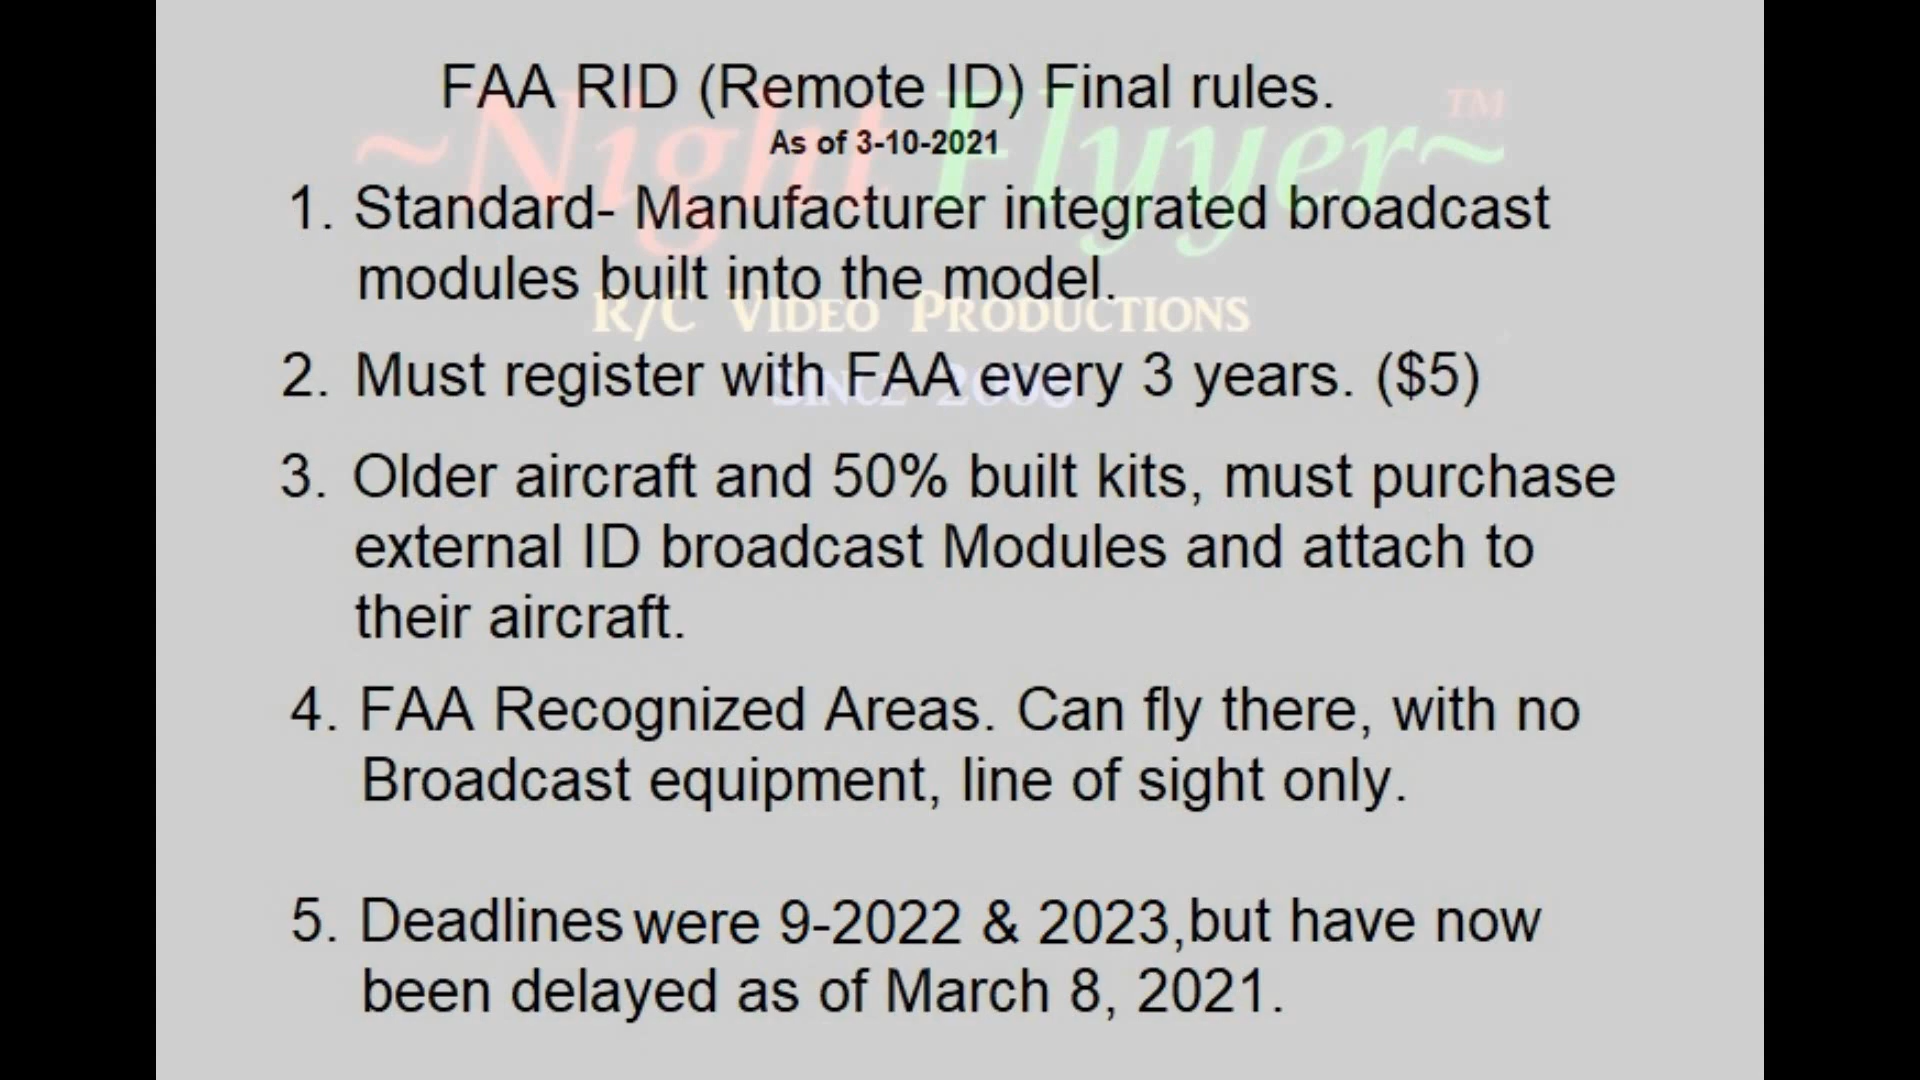 FAA RID (Remote ID) Final rules.
As of 3-10-2021
~Night Flyyer~™
1. Standard- Manufacturer integrated broadcast
modules built into the model.
R/C Video Productions
2. Must register with FAA every 3 years. ($5)
Since 2006
3. Older aircraft and 50% built kits, must purchase
external ID broadcast Modules and attach to
their aircraft.
4. FAA Recognized Areas. Can fly there, with no
Broadcast equipment, line of sight only.
5. Deadlines were 9-2022 & 2023,but have now
been delayed as of March 8, 2021.